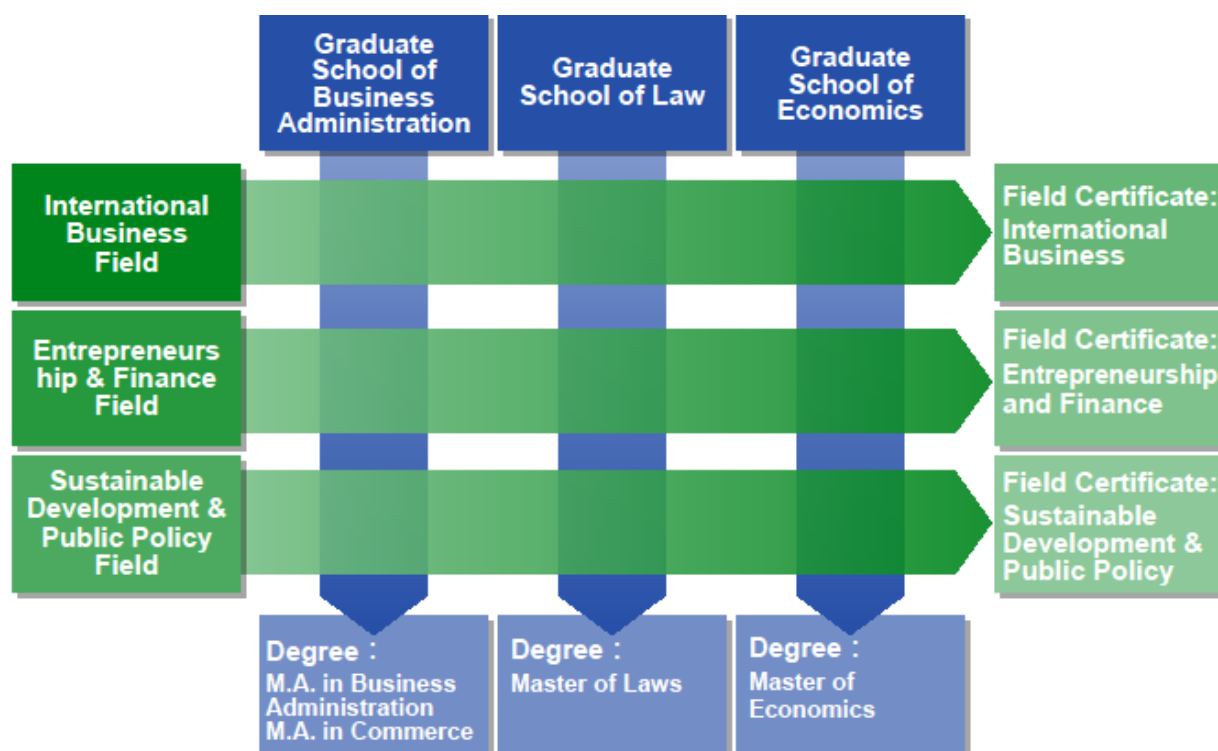 Graduate
School of
Business
Administration
Graduate
School of Law
Graduate
School of
Economics
International
Business
Field
Field Certificate:
International
Business
Entrepreneurs
hip & Finance
Field
Field Certificate:
Entrepreneurship
and Finance
Sustainable
Development &
Public Policy
Field
Field Certificate:
Sustainable
Development &
Public Policy
Degree：
M.A. in Business
Administration
M.A. in Commerce
Degree：
Master of Laws
Degree：
Master of
Economics